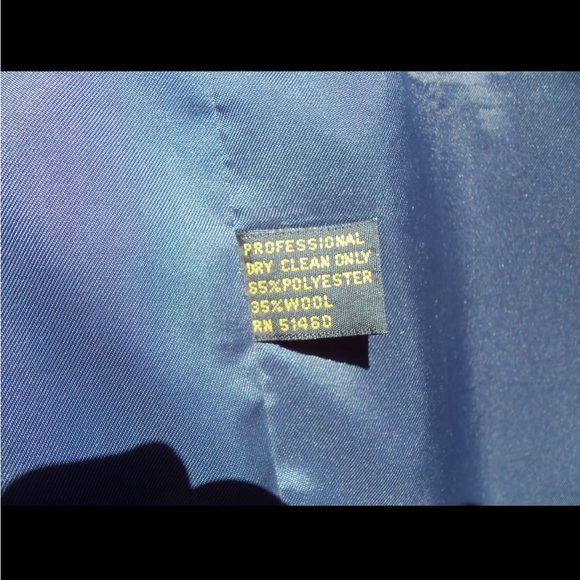 PROFESSIONAL
DRY CLEAN ONLY
65%POLYESTER
35%WOOL
RN 51460